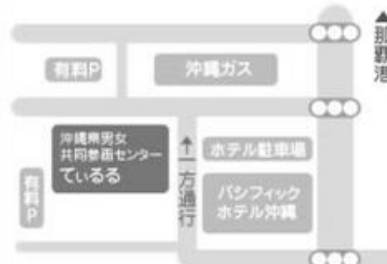 ▲那覇港
有料P
沖縄ガス
沖縄県男女
共同参画センター
てぃるる
↑一方通行
ホテル駐車場
有料P
パシフィック
ホテル沖縄